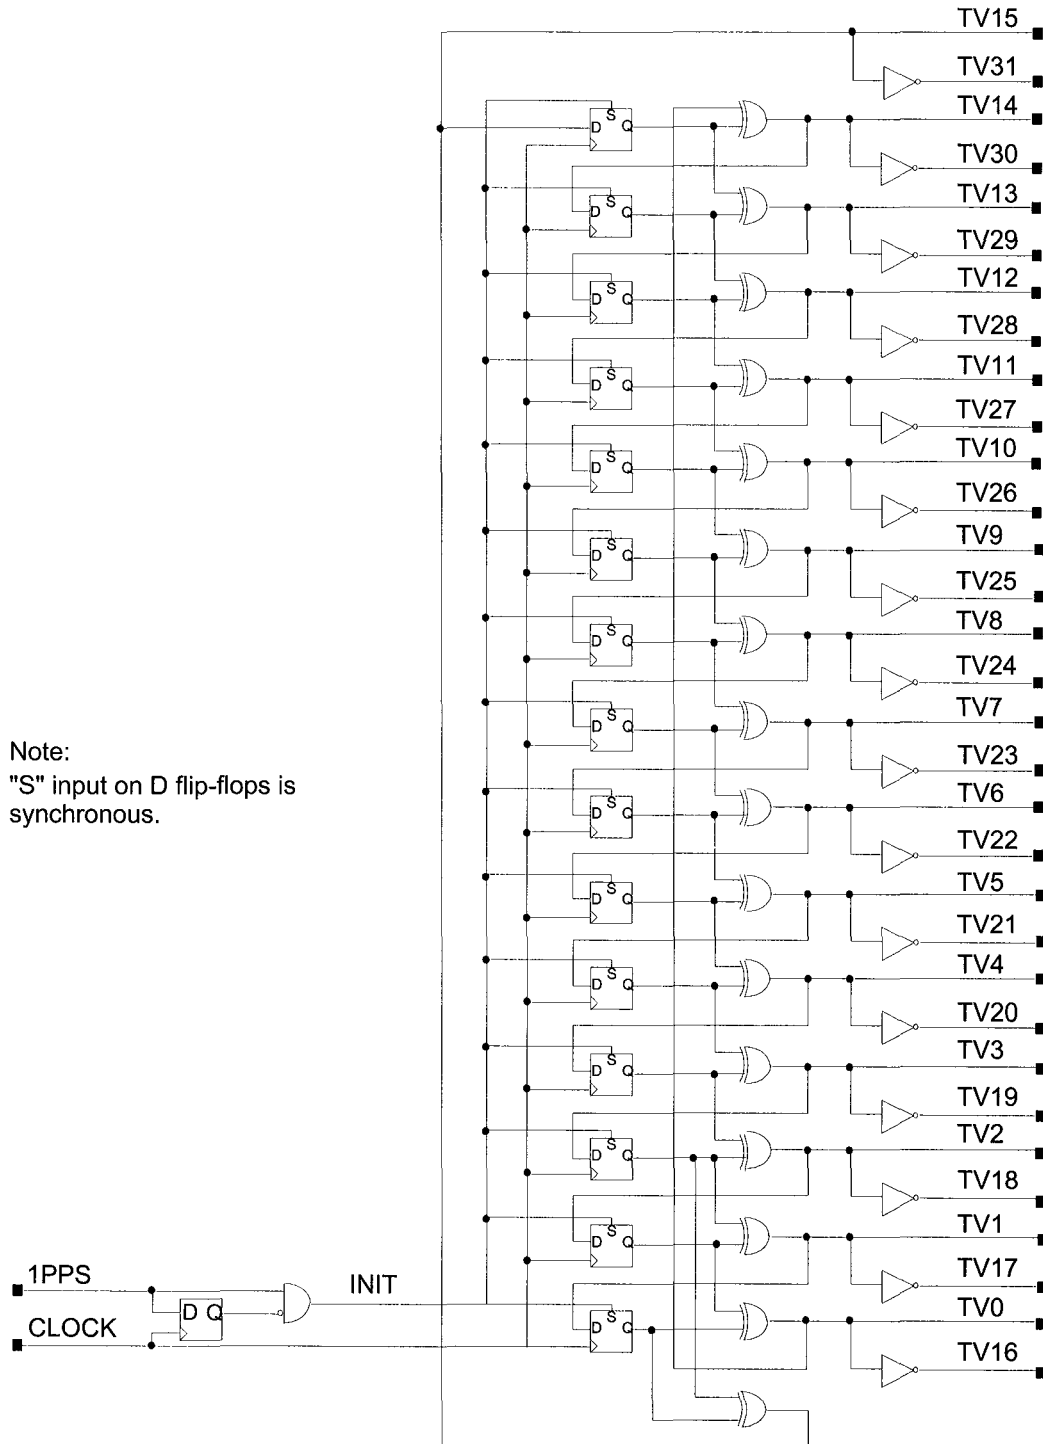 TV15
TV31
TV14
S
D Q
TV30
TV13
S
D Q
TV29
TV12
S
D Q
TV28
TV11
S
D Q
TV27
TV10
S
D Q
TV26
TV9
S
D Q
TV25
TV8
S
D Q
TV24
TV7
S
D Q
Note:
"S" input on D flip-flops is
synchronous.
TV23
TV6
S
D Q
TV22
TV5
S
D Q
TV21
TV4
S
D Q
TV20
TV3
S
D Q
TV19
TV2
S
D Q
TV18
TV1
S
D Q
1PPS
INIT
TV17
D Q
TV0
S
D Q
CLOCK
TV16